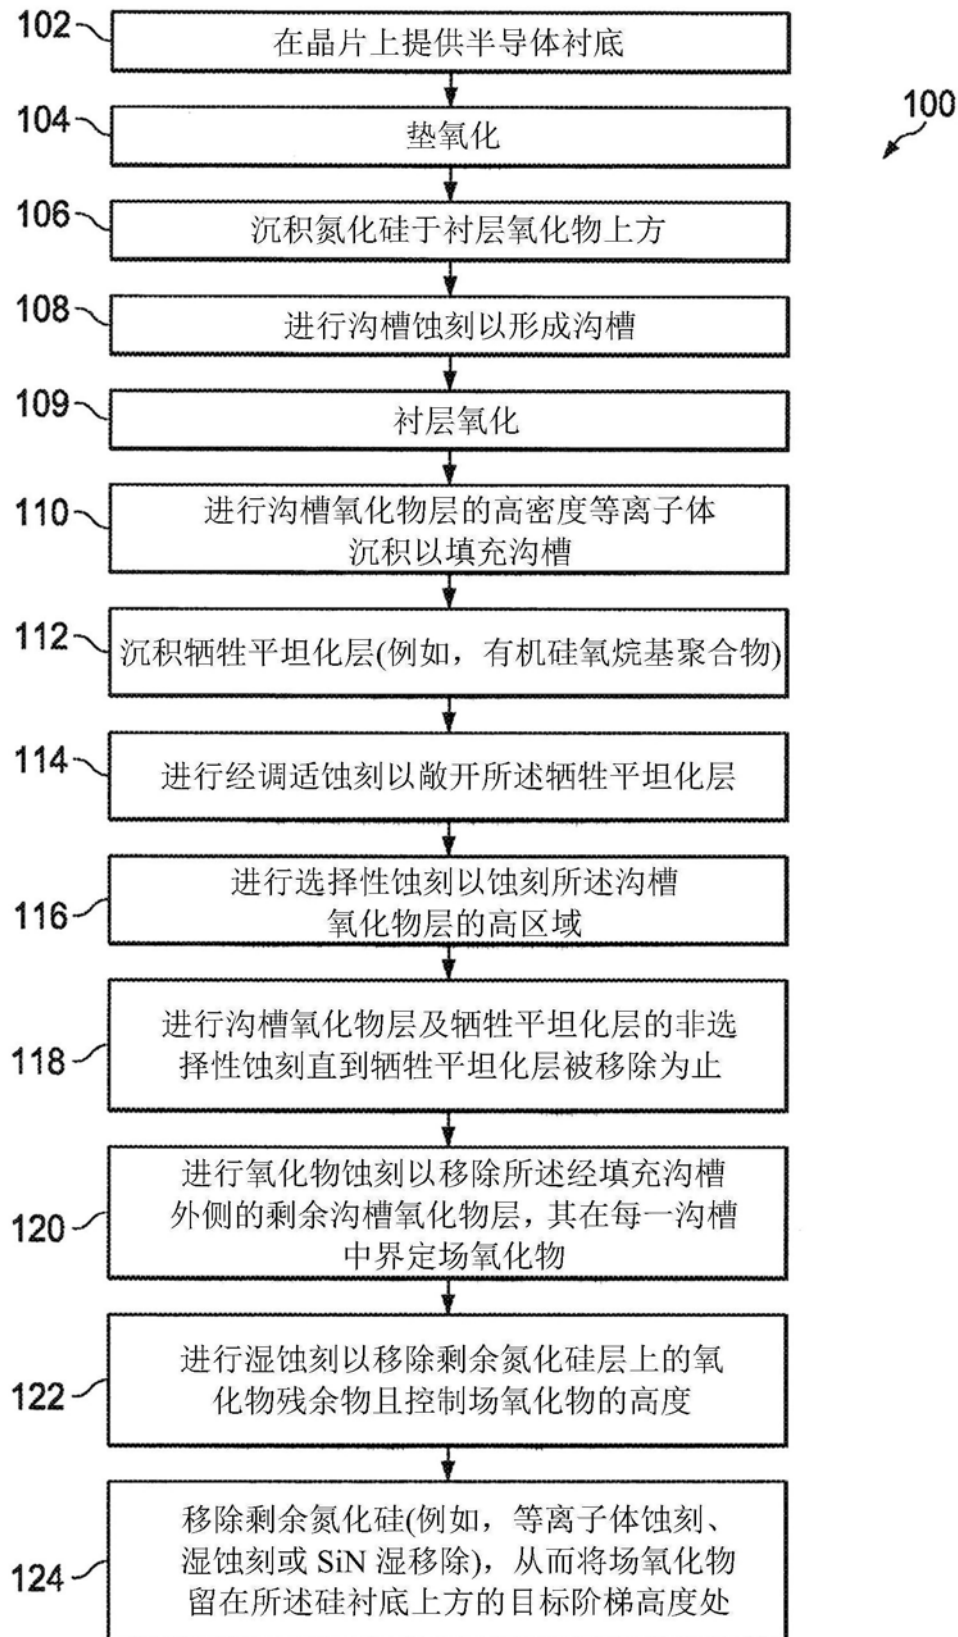 102
在晶片上提供半导体衬底
100
104
垫氧化
106
沉积氮化硅于衬层氧化物上方
108
进行沟槽蚀刻以形成沟槽
109
衬层氧化
110
进行沟槽氧化物层的高密度等离子体
沉积以填充沟槽
112
沉积牺牲平坦化层(例如，有机硅氧烷基聚合物)
114
进行经调适蚀刻以敞开所述牺牲平坦化层
116
进行选择性蚀刻以蚀刻所述沟槽
氧化物层的高区域
118
进行沟槽氧化物层及牺牲平坦化层的非选
择性蚀刻直到牺牲平坦化层被移除为止
120
进行氧化物蚀刻以移除所述经填充沟槽
外侧的剩余沟槽氧化物层，其在每一沟槽
中界定场氧化物
122
进行湿蚀刻以移除剩余氮化硅层上的氧
化物残余物且控制场氧化物的高度
124
移除剩余氮化硅(例如，等离子体蚀刻、
湿蚀刻或 SiN 湿移除)，从而将场氧化物
留在所述硅衬底上方的目标阶梯高度处